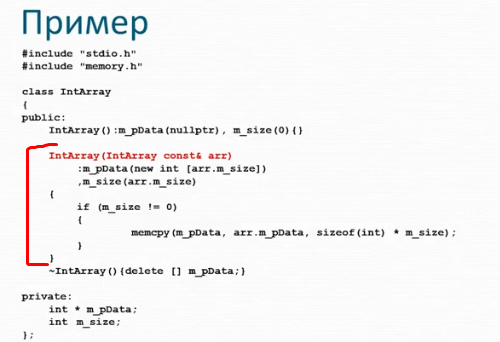 Пример
#include "stdio.h"
#include "memory.h"
class IntArray
{
public:
IntArray():m_pData(nullptr), m_size(0){}
IntArray(IntArray const& arr)
:m_pData(new int [arr.m_size])
,m_size(arr.m_size)
{
if (m_size != 0)
{
memcpy(m_pData, arr.m_pData, sizeof(int) * m_size);
}
}
~IntArray(){delete [] m_pData;}
private:
int * m_pData;
int m_size;
};